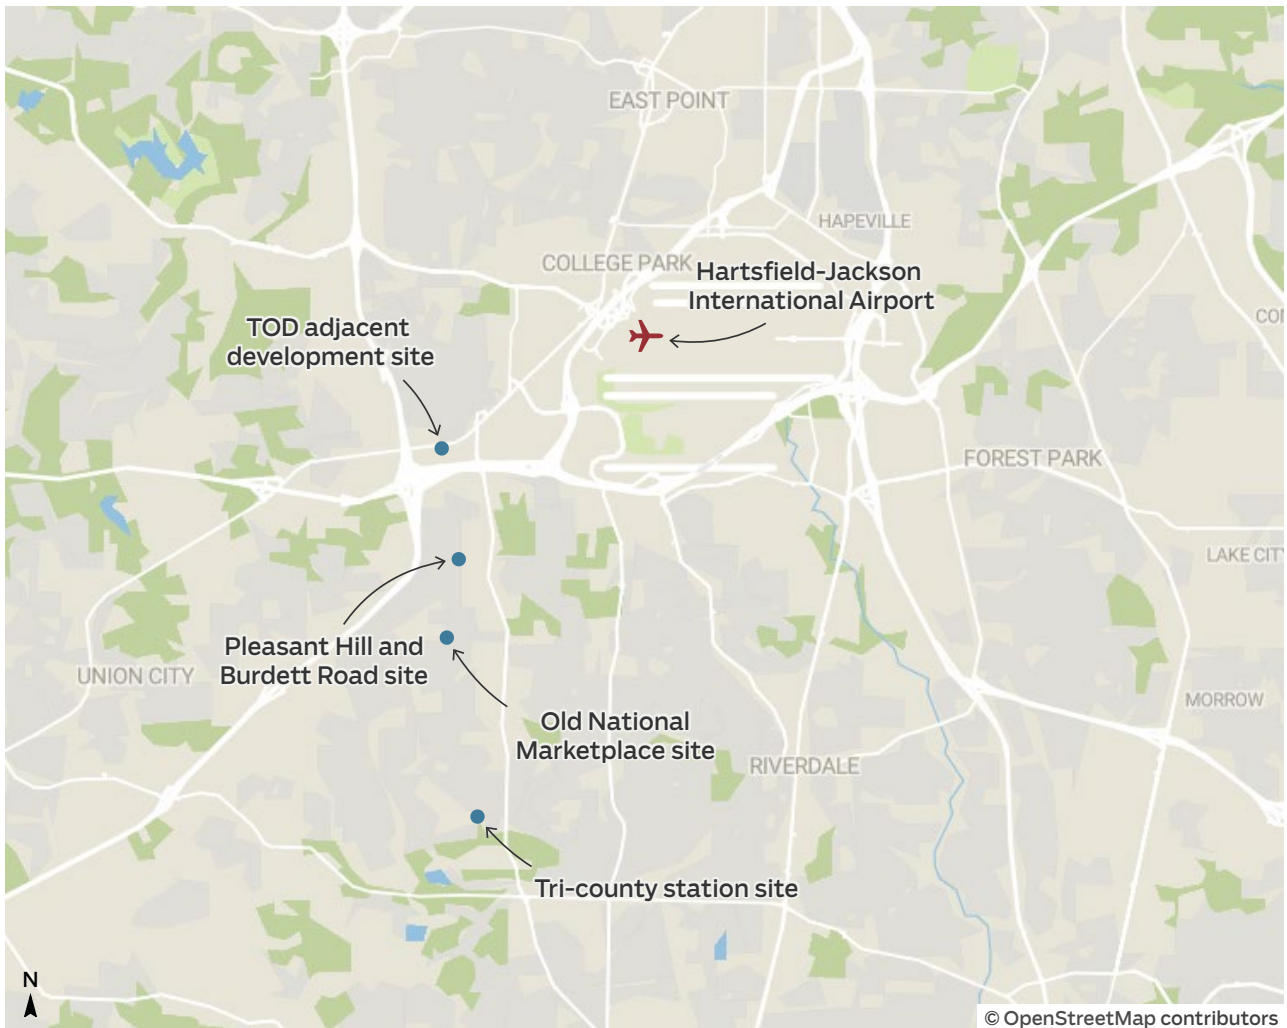 EAST POINT
HAPEVILLE
COLLEGE PARK
Hartsfield-Jackson
International Airport
TOD adjacent
development site
FOREST PARK
LAKE CITY
Pleasant Hill and
Burdett Road site
UNION CITY
MORROW
Old National
Marketplace site
RIVERDALE
Tri-county station site
N
© OpenStreetMap contributors